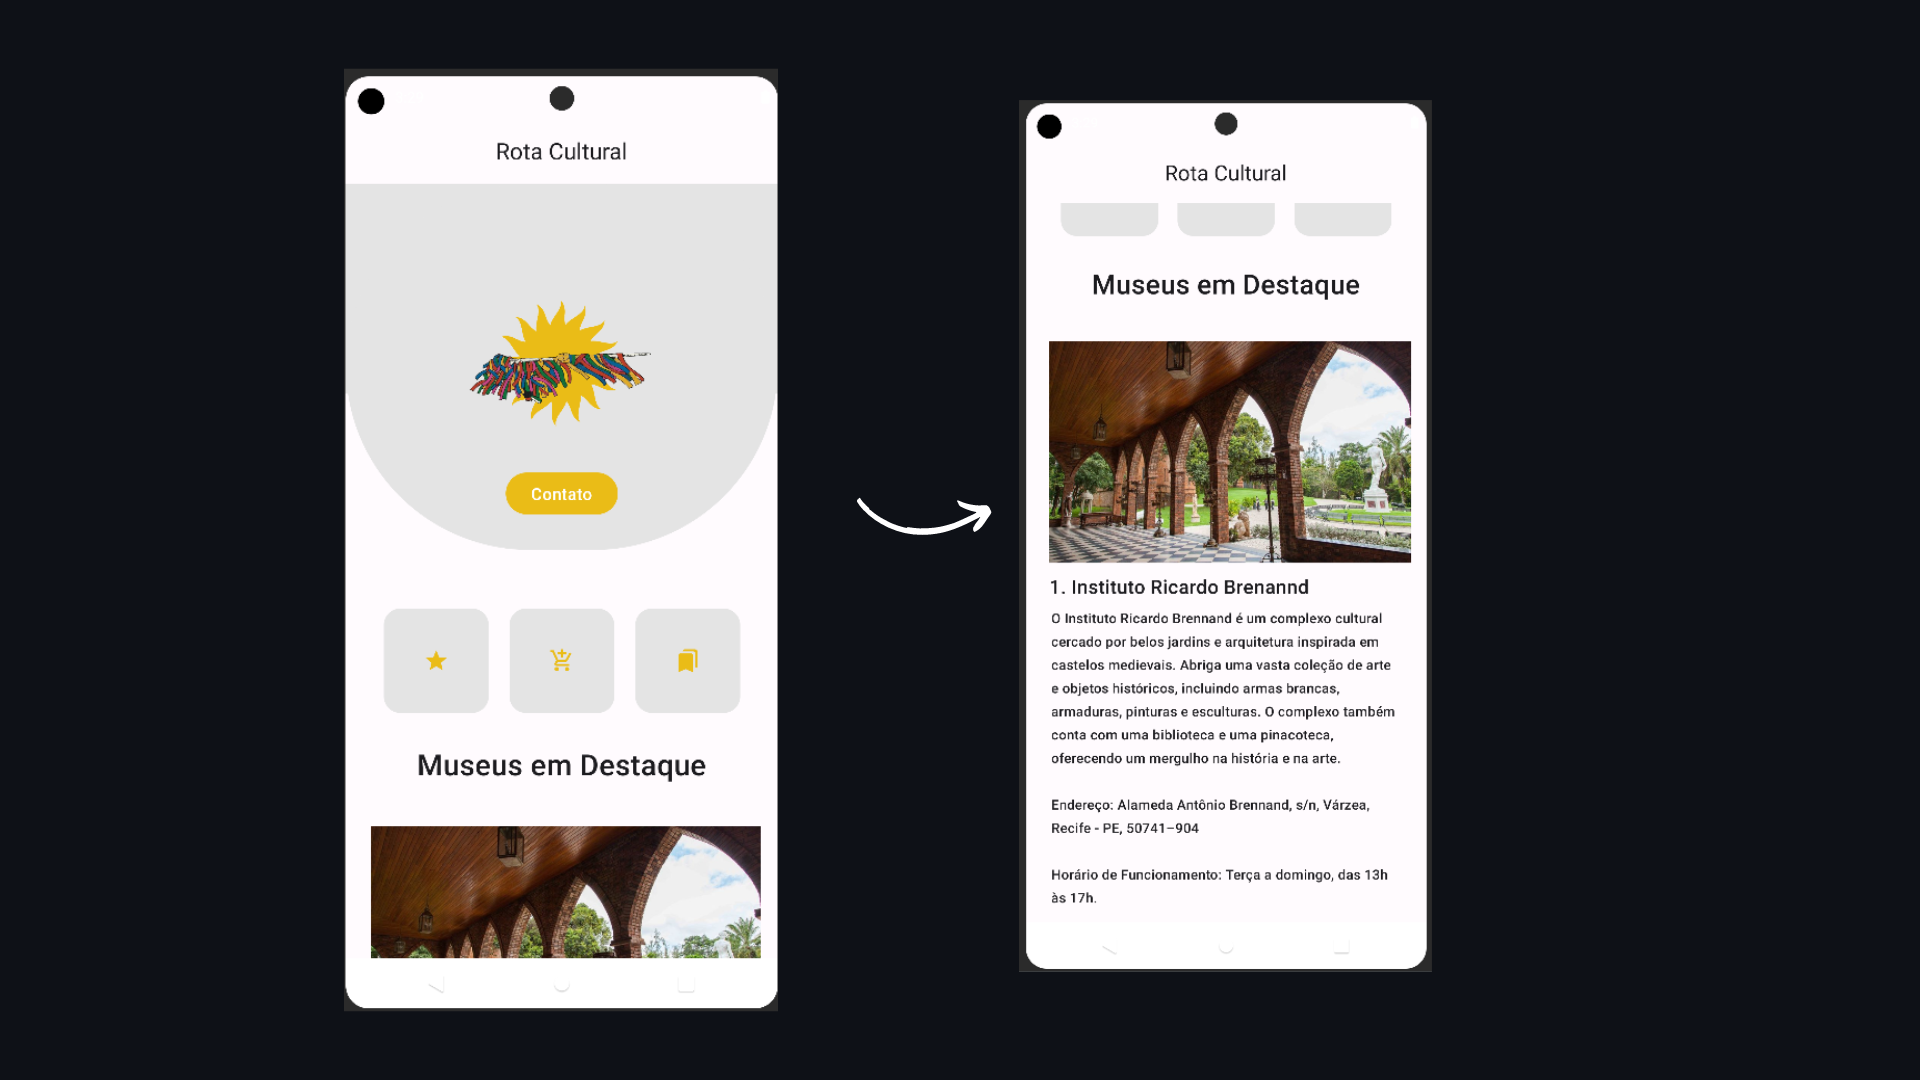 Rota Cultural
Contato
Museus em Destaque
Rota Cultural
Museus em Destaque
1. Instituto Ricardo Brenannd
O Instituto Ricardo Brennand é um complexo cultural
cercado por belos jardins e arquitetura inspirada em
castelos medievais. Abriga uma vasta coleção de arte
e objetos históricos, incluindo armas brancas,
armaduras, pinturas e esculturas. O complexo também
conta com uma biblioteca e uma pinacoteca,
oferecendo um mergulho na história e na arte.
Endereço: Alameda Antônio Brennand, s/n, Várzea,
Recife - PE, 50741–904
Horário de Funcionamento: Terça a domingo, das 13h
às 17h.